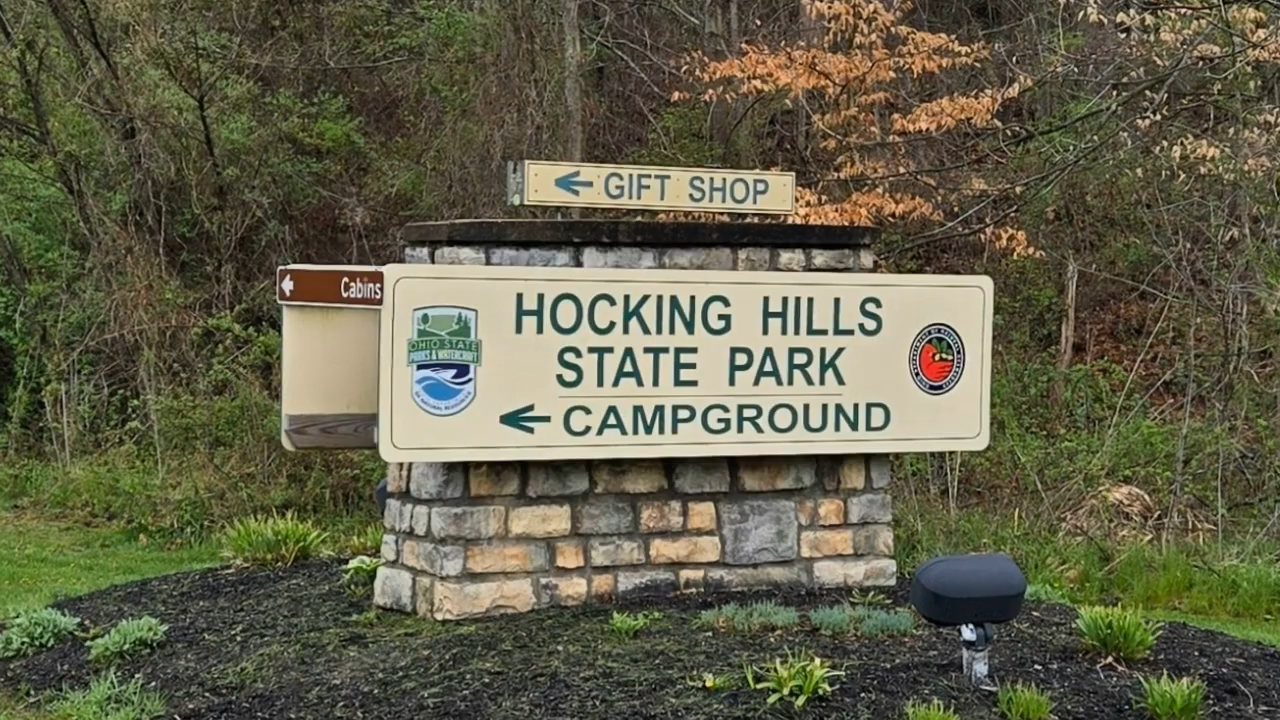 GIFT SHOP
Cabins
HOCKING HILLS
STATE PARK
CAMPGROUND
OHIO STATE
PARKS & WATERCRAFT